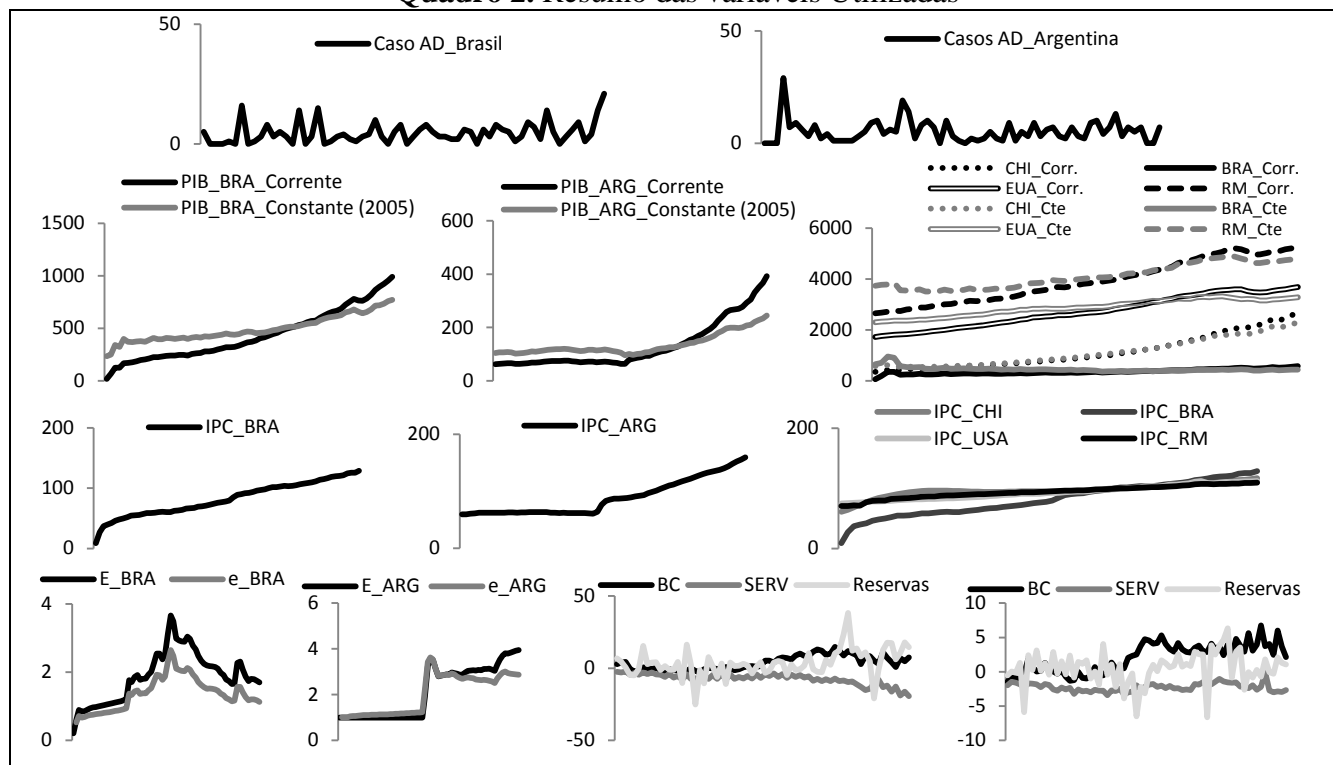 Quadro 2. Resumo das Variáveis Utilizadas
50
0
Caso AD_Brasil
50
0
Casos AD_Argentina
PIB_BRA_Corrente
PIB_BRA_Constante (2005)
1500
1000
500
0
PIB_ARG_Corrente
PIB_ARG_Constante (2005)
600
400
200
0
CHI_Corr.
BRA_Corr.
EUA_Corr.
RM_Corr.
CHI_Cte
BRA_Cte
EUA_Cte
RM_Cte
6000
4000
2000
0
IPC_BRA
200
100
0
IPC_ARG
200
0
IPC_CHI
IPC_BRA
IPC_USA
IPC_RM
200
0
E_BRA
e_BRA
4
2
0
E_ARG
e_ARG
6
4
2
0
BC
SERV
Reservas
50
0
-50
BC
SERV
Reservas
10
5
0
-5
-10